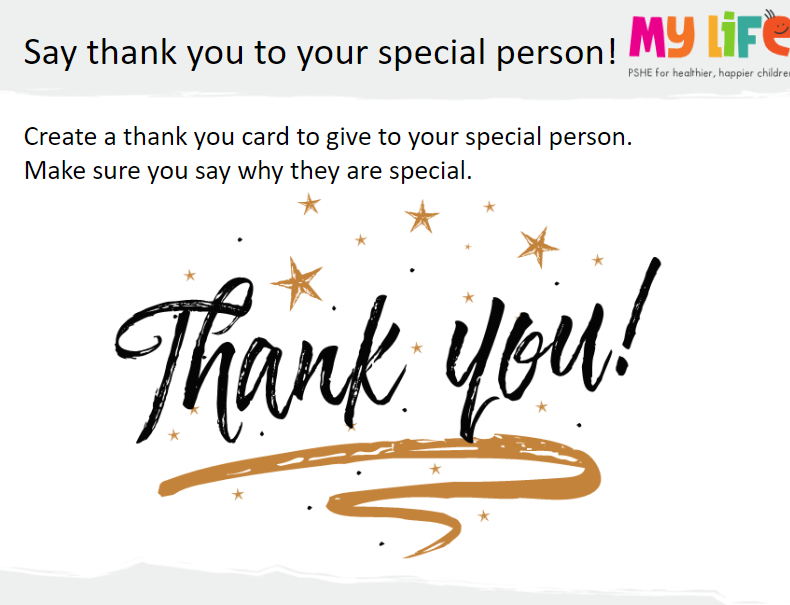 Say thank you to your special person!
MY LiFe
PSHE for healthier, happier childre
Create a thank you card to give to your special person.
Make sure you say why they are special.
Thank you!